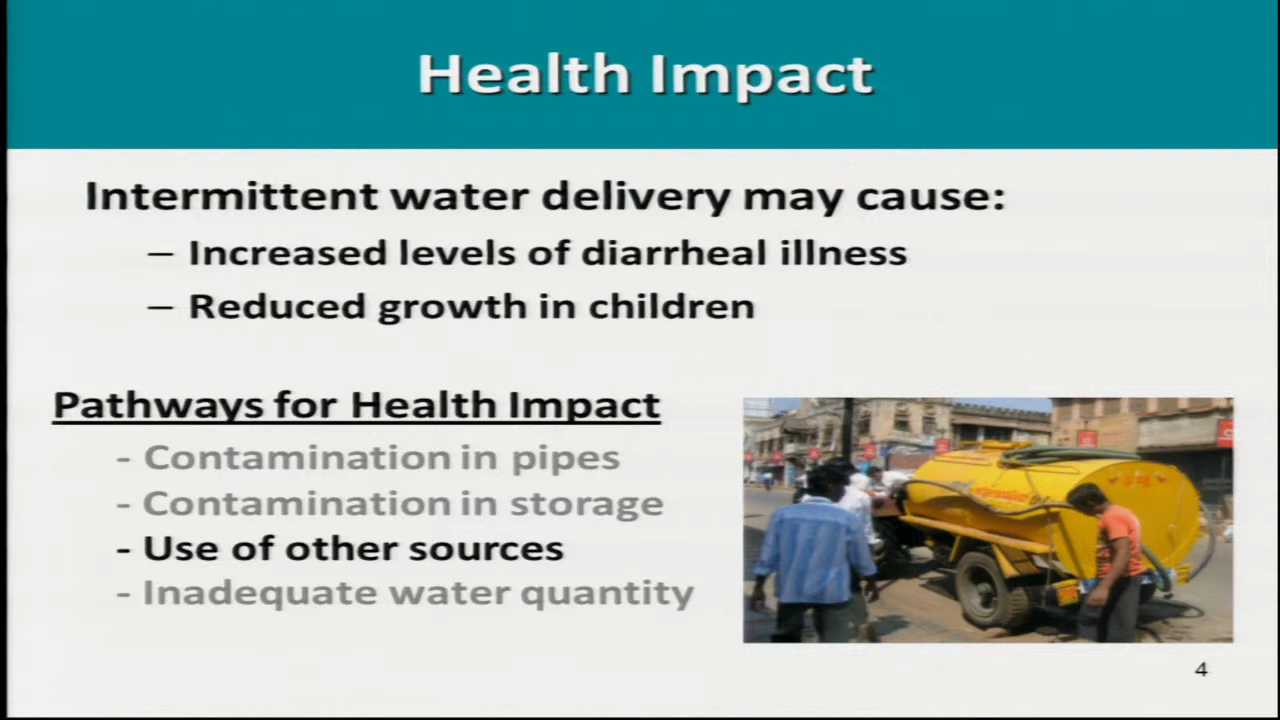 Health Impact
Intermittent water delivery may cause:
– Increased levels of diarrheal illness
– Reduced growth in children
Pathways for Health Impact
- Contamination in pipes
- Contamination in storage
- Use of other sources
- Inadequate water quantity
4